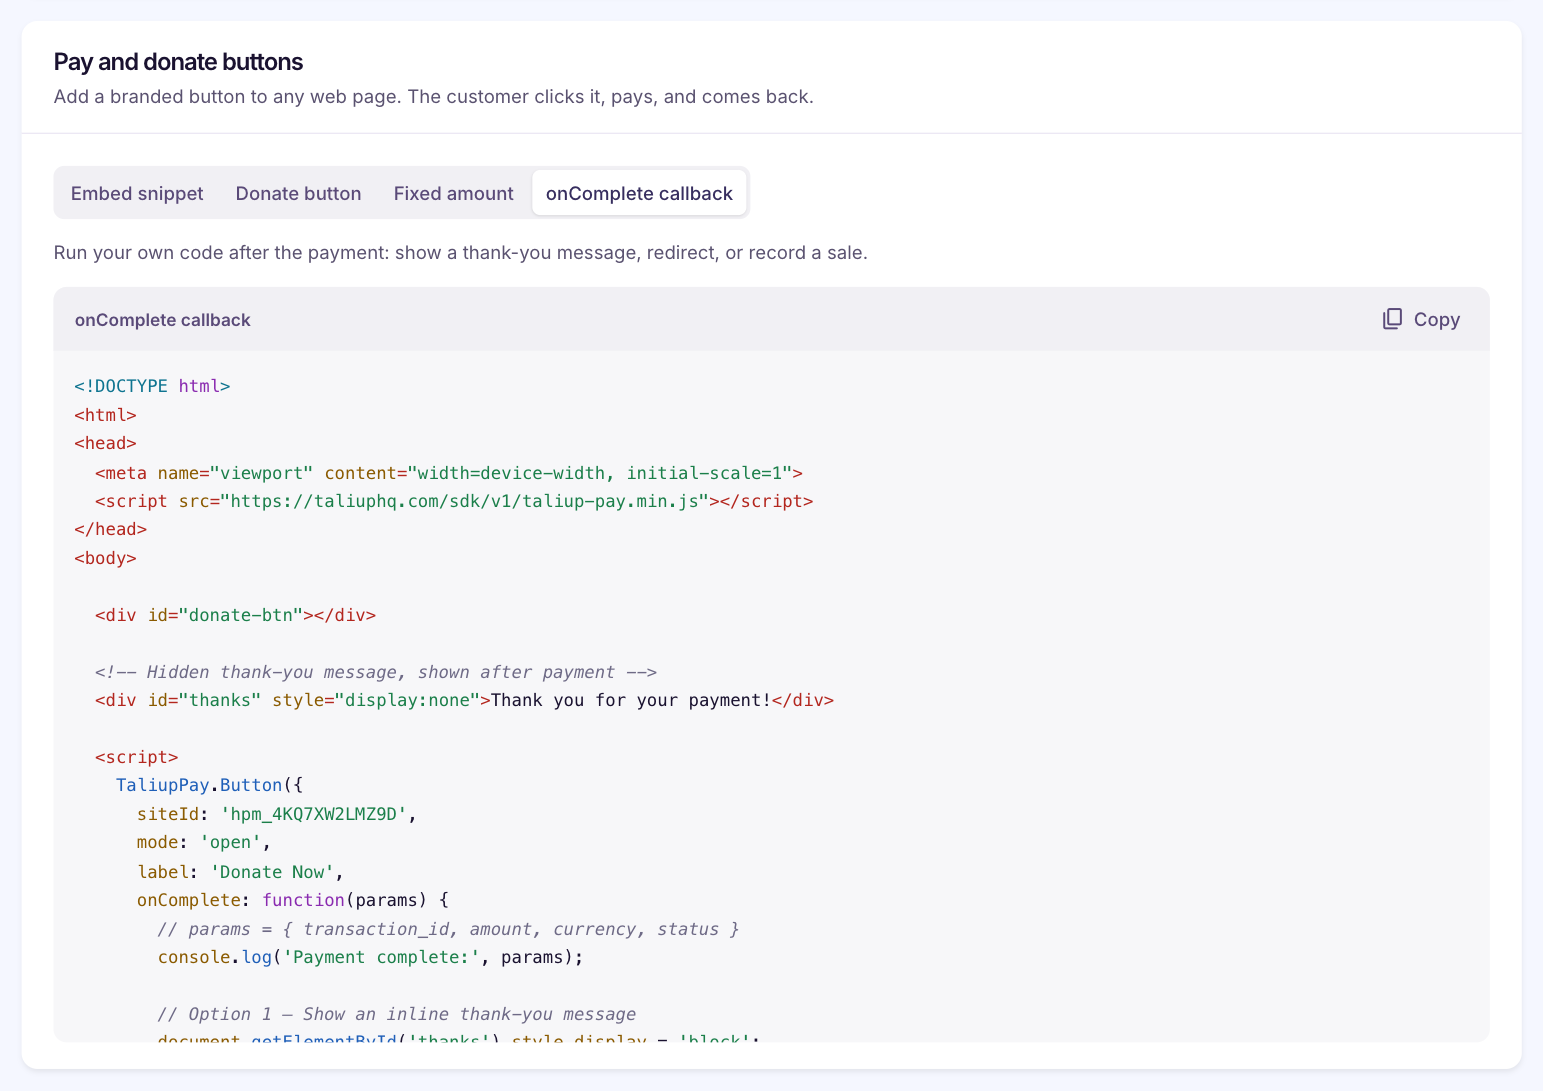 Pay and donate buttons
Add a branded button to any web page. The customer clicks it, pays, and comes back.
Embed snippet Donate button Fixed amount onComplete callback
Run your own code after the payment: show a thank-you message, redirect, or record a sale.
onComplete callback Copy
<!DOCTYPE html>
<html>
<head>
  <meta name="viewport" content="width=device-width, initial-scale=1">
  <script src="https://taliuphq.com/sdk/v1/taliup-pay.min.js"></script>
</head>
<body>

  <div id="donate-btn"></div>

  <!-- Hidden thank-you message, shown after payment -->
  <div id="thanks" style="display:none">Thank you for your payment!</div>

  <script>
    TaliupPay.Button({
      siteId: 'hpm_4KQ7XW2LMZ9D',
      mode: 'open',
      label: 'Donate Now',
      onComplete: function(params) {
        // params = { transaction_id, amount, currency, status }
        console.log('Payment complete:', params);

        // Option 1 — Show an inline thank-you message
        document.getElementById('thanks').style.display = 'block';